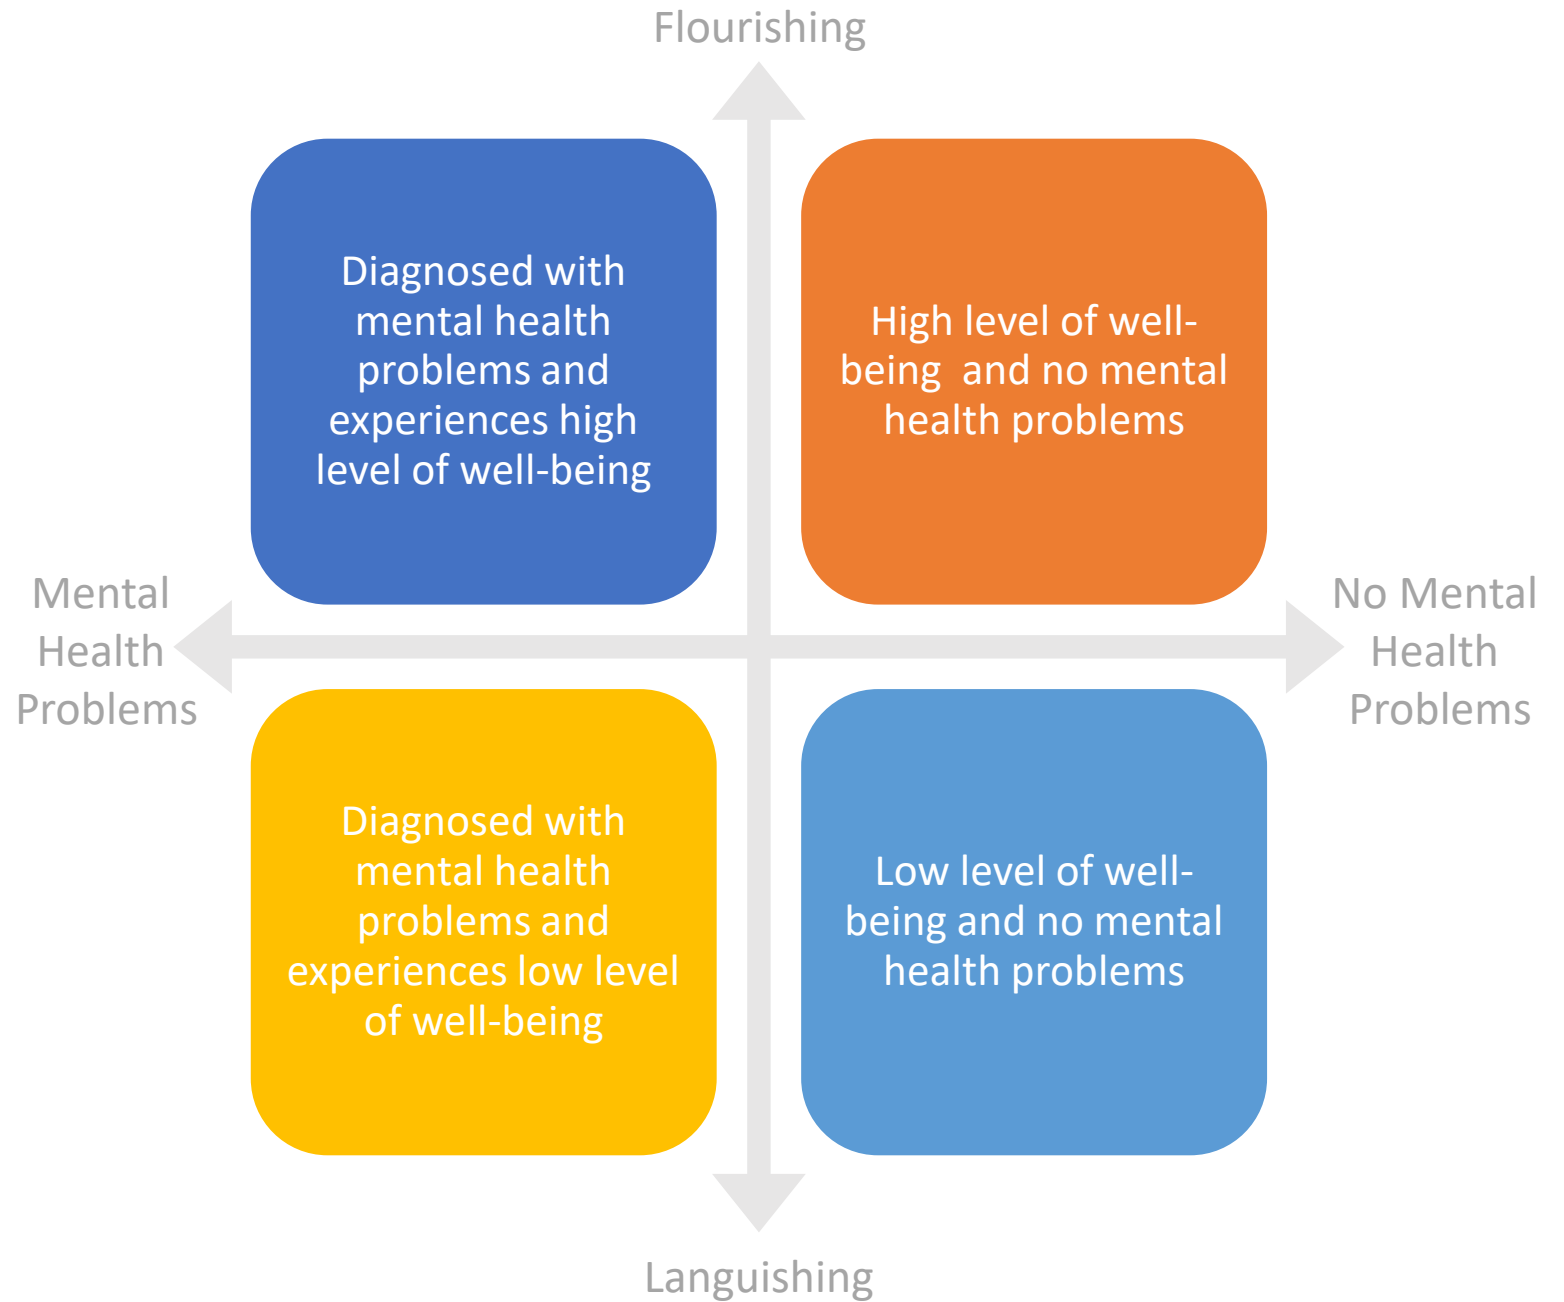 Flourishing
Diagnosed with
mental health
problems and
experiences high
level of well-being
High level of well-
being  and no mental
health problems
Mental
Health
Problems
No Mental
Health
Problems
Diagnosed with
mental health
problems and
experiences low level
of well-being
Low level of well-
being and no mental
health problems
Languishing